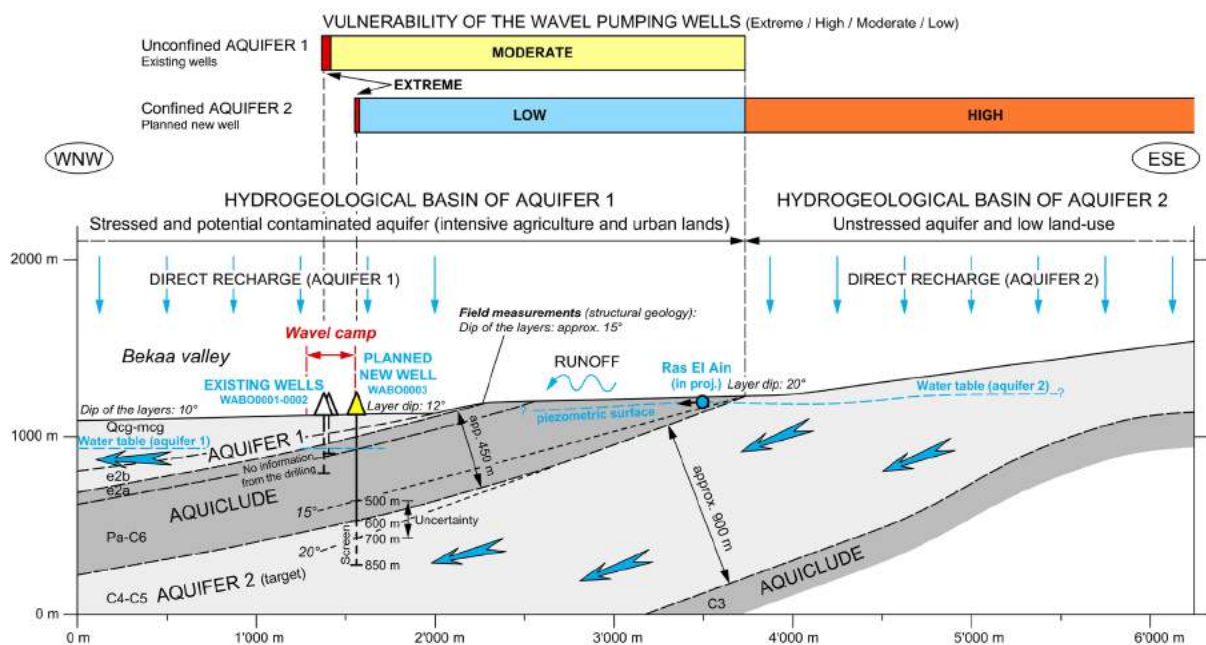 VULNERABILITY OF THE WAVEL PUMPING WELLS (Extreme / High / Moderate / Low)
Unconfined AQUIFER 1
Existing wells
MODERATE
EXTREME
Confined AQUIFER 2
Planned new well
LOW
HIGH
WNW
ESE
HYDROGEOLOGICAL BASIN OF AQUIFER 1
HYDROGEOLOGICAL BASIN OF AQUIFER 2
Stressed and potential contaminated aquifer (intensive agriculture and urban lands)
Unstressed aquifer and low land-use
2000 m
DIRECT RECHARGE (AQUIFER 1)
DIRECT RECHARGE (AQUIFER 2)
Field measurements (structural geology):
Dip of the layers: approx. 15°
Wavel camp
Bekaa valley
PLANNED
NEW WELL
WABO0003
EXISTING WELLS
WABO0001-0002
RUNOFF
Ras El Ain
(in proj.)
Layer dip: 20°
Water table (aquifer 2)
?
Dip of the layers: 10°
Layer dip: 12°
?
piezometric surface
Qcg-mcg
1000 m
Water table (aquifer 1)
AQUIFER 1
app. 450 m
No information
from the drilling
e2b
e2a
approx. 900 m
AQUICLUDE
15°
500 m
600 m
Uncertainty
700 m
20°
Screen
850 m
Pa-C6
AQUIFER 2 (target)
AQUICLUDE
C4-C5
C3
0 m
0 m
1'000 m
2'000 m
3'000 m
4'000 m
5'000 m
6'000 m